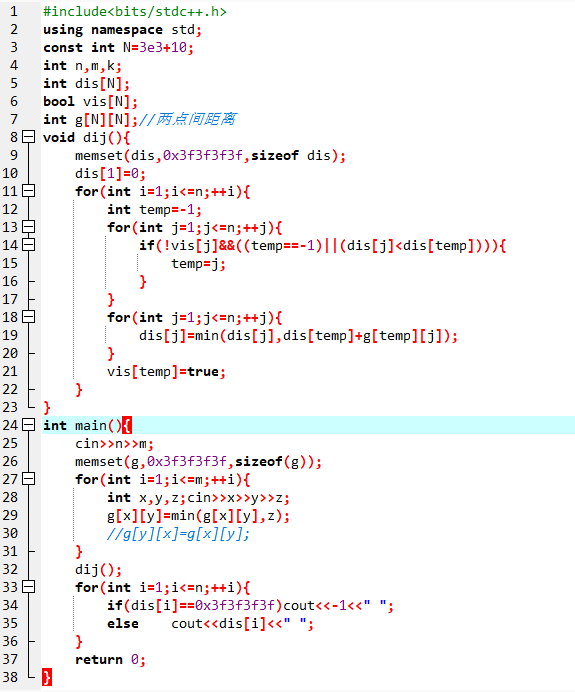 1 #include<bits/stdc++.h>
2 using namespace std;
3 const int N=3e3+10;
4 int n,m,k;
5 int dis[N];
6 bool vis[N];
7 int g[N][N];//两点间距离
8 void dij(){
9 memset(dis,0x3f3f3f3f,sizeof dis);
10 dis[1]=0;
11 for(int i=1;i<=n;++i){
12 int temp=-1;
13 for(int j=1;j<=n;++j){
14 if(!vis[j]&&((temp==-1)||(dis[j]<dis[temp]))){
15 temp=j;
16 }
17 }
18 for(int j=1;j<=n;++j){
19 dis[j]=min(dis[j],dis[temp]+g[temp][j]);
20 }
21 vis[temp]=true;
22 }
23 }
24 int main(){
25 cin>>n>>m;
26 memset(g,0x3f3f3f3f,sizeof(g));
27 for(int i=1;i<=m;++i){
28 int x,y,z;cin>>x>>y>>z;
29 g[x][y]=min(g[x][y],z);
30 //g[y][x]=g[x][y];
31 }
32 dij();
33 for(int i=1;i<=n;++i){
34 if(dis[i]==0x3f3f3f3f)cout<<-1<<" ";
35 else cout<<dis[i]<<" ";
36 }
37 return 0;
38 }